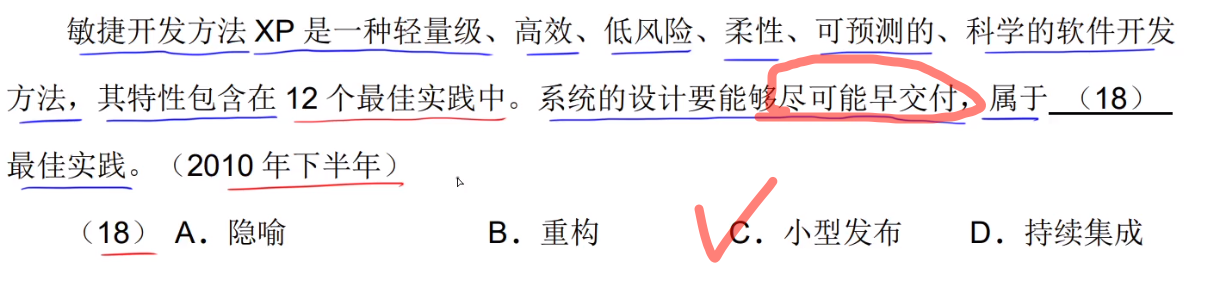 敏捷开发方法 XP 是一种轻量级、高效、低风险、柔性、可预测的、科学的软件开发
方法，其特性包含在 12 个最佳实践中。系统的设计要能够尽可能早交付，属于 （18）
最佳实践。（2010 年下半年）
（18） A．隐喻 B．重构 C．小型发布 D．持续集成